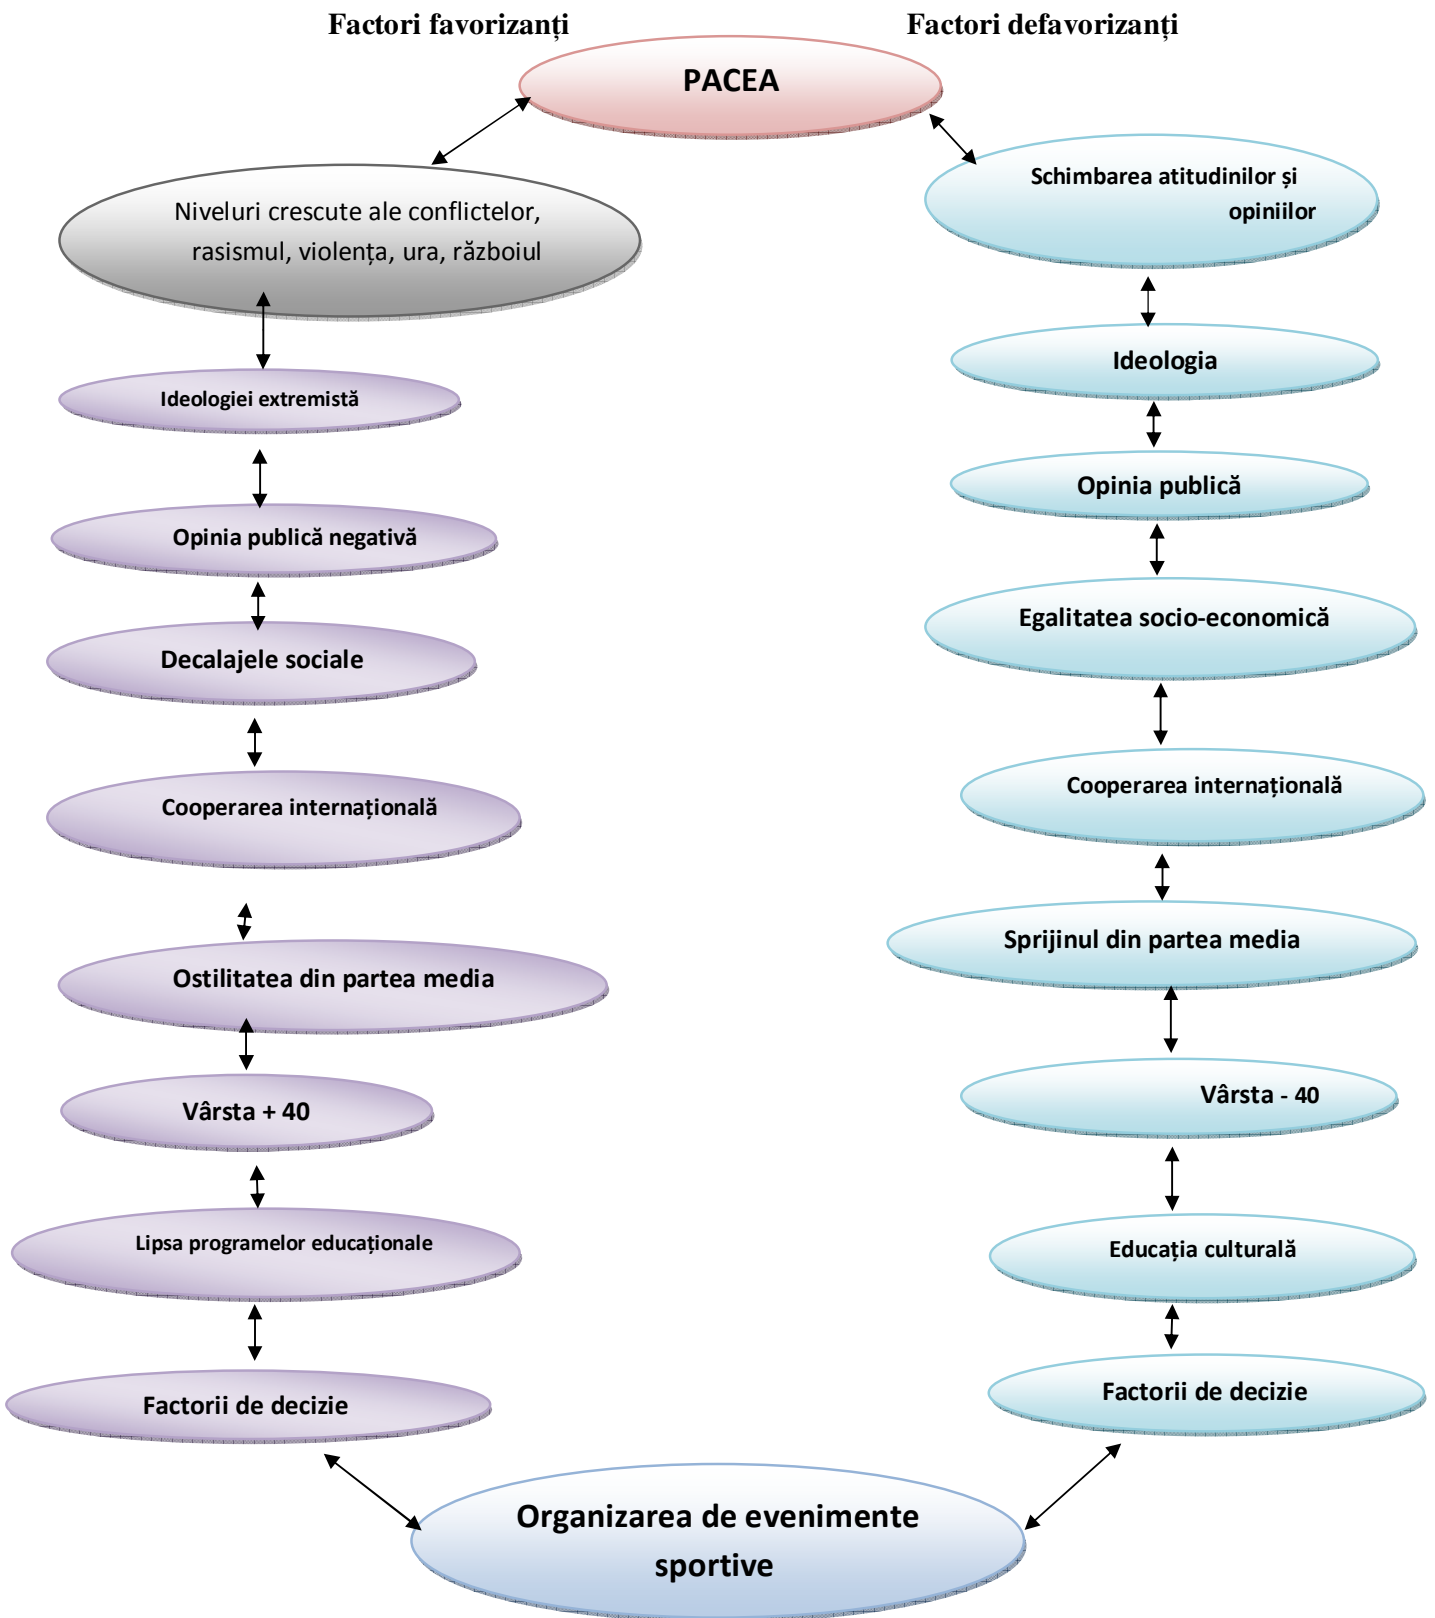 Factori favorizanți
Factori defavorizanți
PACEA
Niveluri crescute ale conflictelor,
rasismul, violența, ura, războiul
Ideologiei extremistă
Opinia publică negativă
Decalajele sociale
Cooperarea internațională
Ostilitatea din partea media
Vârsta + 40
Lipsa programelor educaționale
Factorii de decizie
Schimbarea atitudinilor și
opiniilor
Ideologia
Opinia publică
Egalitatea socio-economică
Cooperarea internațională
Sprijinul din partea media
Vârsta - 40
Educația culturală
Factorii de decizie
Organizarea de evenimente
sportive